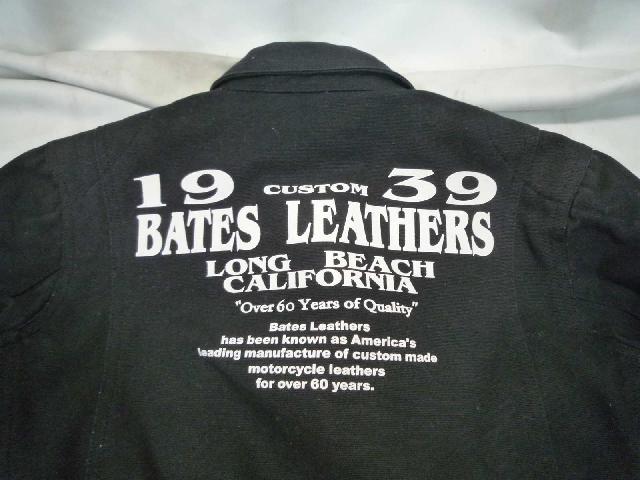 19 CUSTOM 39
BATES LEATHERS
LONG BEACH
CALIFORNIA
"Over 60 Years of Quality"
Bates Leathers
has been known as America's
leading manufacture of custom made
motorcycle leathers
for over 60 years.